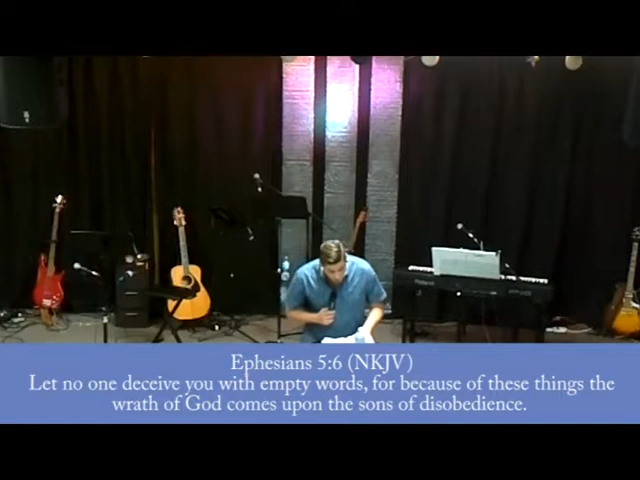 Ephesians 5:6 (NKJV)
Let no one deceive you with empty words, for because of these things the
wrath of God comes upon the sons of disobedience.